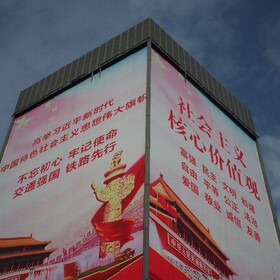 高举习近平新时代
中国特色社会主义思想伟大旗帜
不忘初心 牢记使命
交通强国 铁路先行
社会主义
核心价值观
富强 民主 文明 和谐
自由 平等 公正 法治
爱国 敬业 诚信 友善